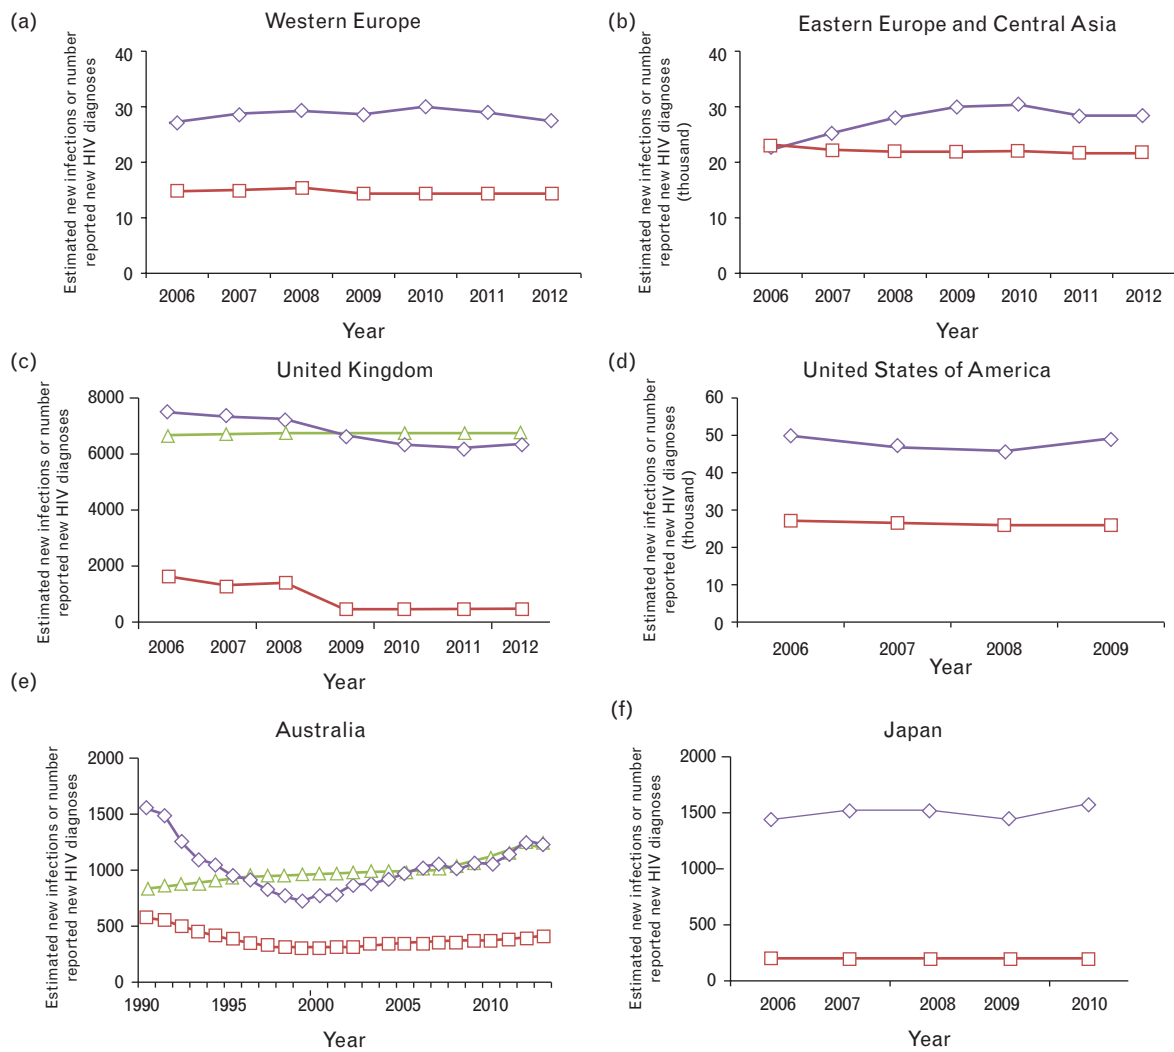 (a)
Western Europe
Estimated new infections or number
reported new HIV diagnoses
40
30
20
10
0
2006 2007 2008 2009 2010 2011 2012
Year
(b)
Eastern Europe and Central Asia
Estimated new infections or number
reported new HIV diagnoses
(thousand)
40
30
20
10
0
2006 2007 2008 2009 2010 2011 2012
Year
(c)
United Kingdom
Estimated new infections or number
reported new HIV diagnoses
8000
6000
4000
2000
0
2006 2007 2008 2009 2010 2011 2012
Year
(d)
United States of America
Estimated new infections or number
reported new HIV diagnoses
(thousand)
60
50
40
30
20
10
0
2006 2007 2008 2009
Year
(e)
Australia
Estimated new infections or number
reported new HIV diagnoses
2000
1500
1000
500
0
1990 1995 2000 2005 2010
Year
(f)
Japan
Estimated new infections or number
reported new HIV diagnoses
2000
1500
1000
500
0
2006 2007 2008 2009 2010
Year